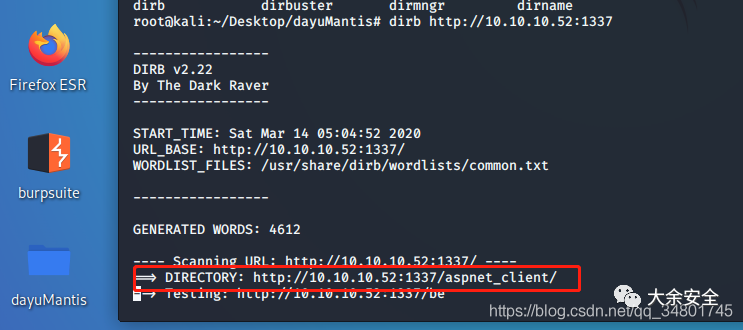 dirb dirbuster dirmngr dirname
root@kali:~/Desktop/dayuMantis# dirb http://10.10.10.52:1337
-----------------
DIRB v2.22
By The Dark Raver
-----------------
START_TIME: Sat Mar 14 05:04:52 2020
URL_BASE: http://10.10.10.52:1337/
WORDLIST_FILES: /usr/share/dirb/wordlists/common.txt
-----------------
GENERATED WORDS: 4612
---- Scanning URL: http://10.10.10.52:1337/ ----
==> DIRECTORY: http://10.10.10.52:1337/aspnet_client/
--> Testing: http://10.10.10.52:1337/be
Firefox ESR
burpsuite
dayuMantis
大余安全
https://blog.csdn.net/qq_34801745